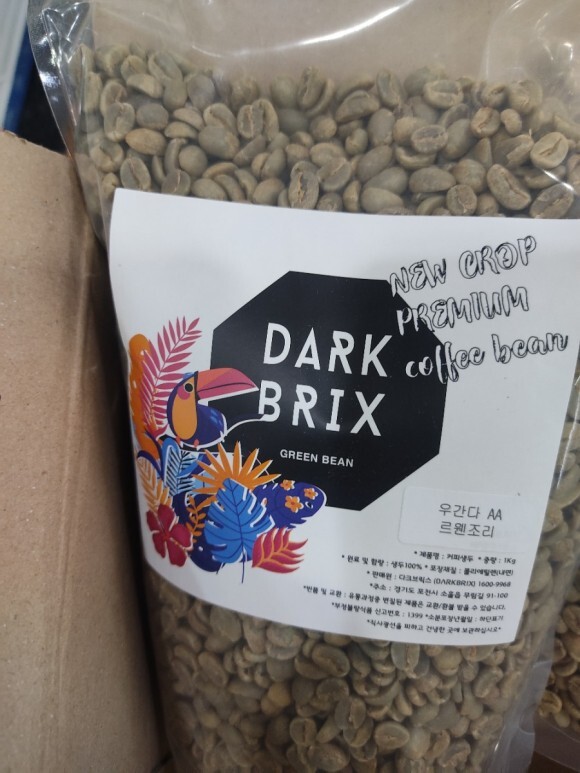 NEW CROP
PREMIUM
coffee bean
DARK
BRIX
GREEN BEAN
우간다 AA
르웬조리
* 제품명 : 커피생두 * 중량 : 1Kg
* 원료 및 함량 : 생두100% * 포장재질 : 폴리에틸렌(내면)
* 판매원 : 다크브릭스 (DARKBRIX) 1600-9968
*주소 : 경기도 포천시 소흘읍 무림길 91-100
*반품 및 교환 : 유통과정중 변질된 제품은 교환/환불 받을 수 있습니다.
*부정불량식품 신고번호 : 1399 *소분포장년월일 : 하단표기
*직사광선을 피하고 건냉한 곳에 보관하십시오*